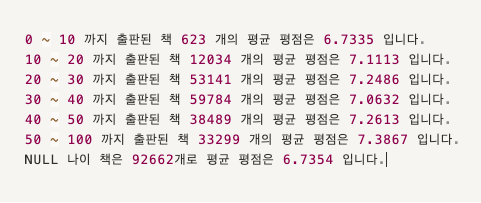 0 ~ 10 까지 출판된 책 623 개의 평균 평점은 6.7335 입니다.
10 ~ 20 까지 출판된 책 12034 개의 평균 평점은 7.1113 입니다.
20 ~ 30 까지 출판된 책 53141 개의 평균 평점은 7.2486 입니다.
30 ~ 40 까지 출판된 책 59784 개의 평균 평점은 7.0632 입니다.
40 ~ 50 까지 출판된 책 38489 개의 평균 평점은 7.2613 입니다.
50 ~ 100 까지 출판된 책 33299 개의 평균 평점은 7.3867 입니다.
NULL 나이 책은 92662개로 평균 평점은 6.7354 입니다.